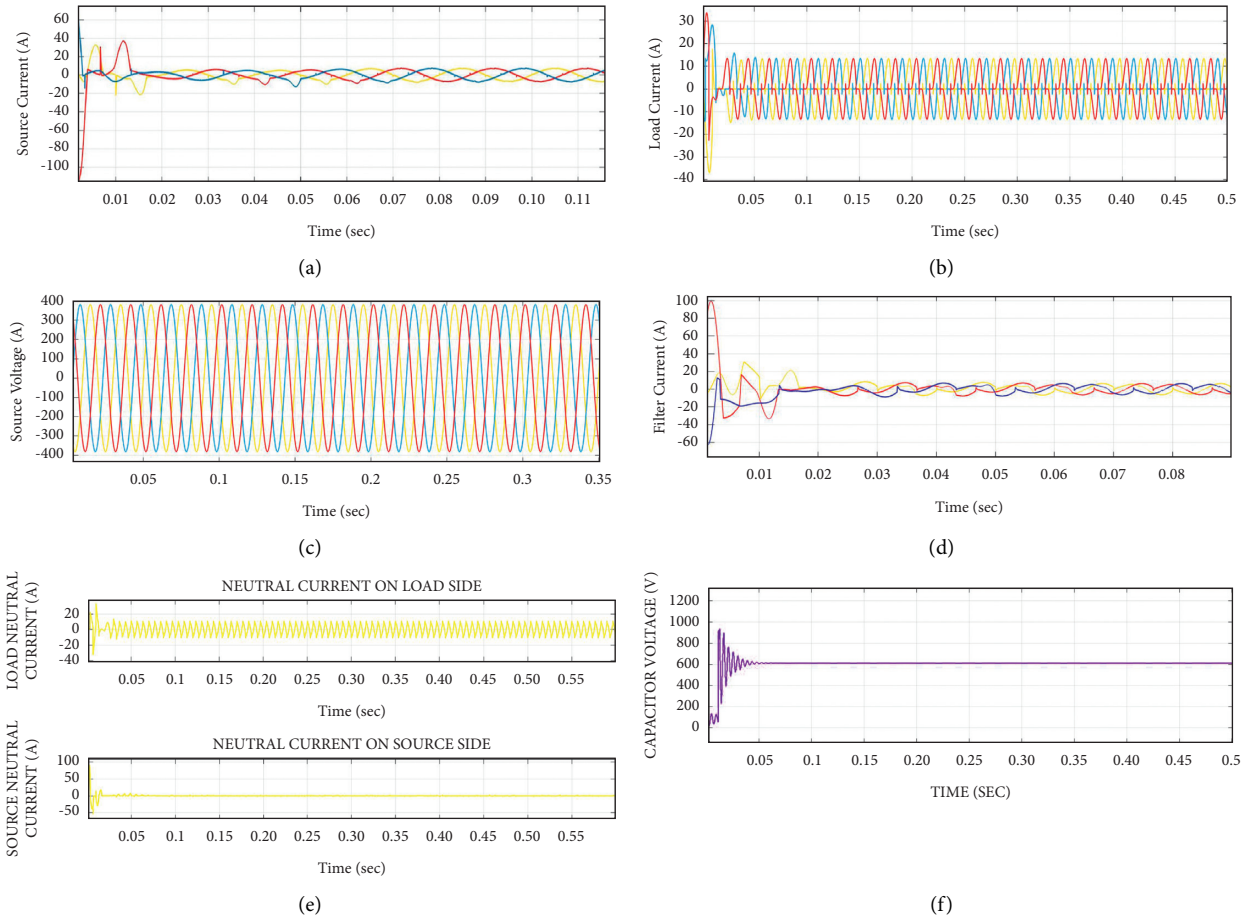 Source Current (A)
60
40
20
0
-20
-40
-60
-80
-100
0.01 0.02 0.03 0.04 0.05 0.06 0.07 0.08 0.09 0.10 0.11
Time (sec)
(a)
Load Current (A)
40
30
20
10
0
-10
-20
-30
-40
0.05 0.1 0.15 0.20 0.25 0.30 0.35 0.40 0.45 0.5
Time (sec)
(b)
Source Voltage (A)
400
300
200
100
0
-100
-200
-300
-400
0.05 0.1 0.15 0.2 0.25 0.30 0.35
Time (sec)
(c)
Filter Current (A)
100
80
60
40
20
0
-20
-40
-60
0.01 0.02 0.03 0.04 0.05 0.06 0.07 0.08
Time (sec)
(d)
NEUTRAL CURRENT ON LOAD SIDE
LOAD NEUTRAL
CURRENT (A)
20
0
-20
-40
0.05 0.1 0.15 0.20 0.25 0.30 0.35 0.40 0.45 0.50 0.55
Time (sec)
NEUTRAL CURRENT ON SOURCE SIDE
SOURCE NEUTRAL
CURRENT (A)
100
50
0
-50
0.05 0.1 0.15 0.20 0.25 0.30 0.35 0.40 0.45 0.50 0.55
Time (sec)
(e)
CAPACITOR VOLTAGE (V)
1200
1000
800
600
400
200
0
0.05 0.1 0.15 0.2 0.25 0.30 0.35 0.40 0.45 0.5
TIME (SEC)
(f)